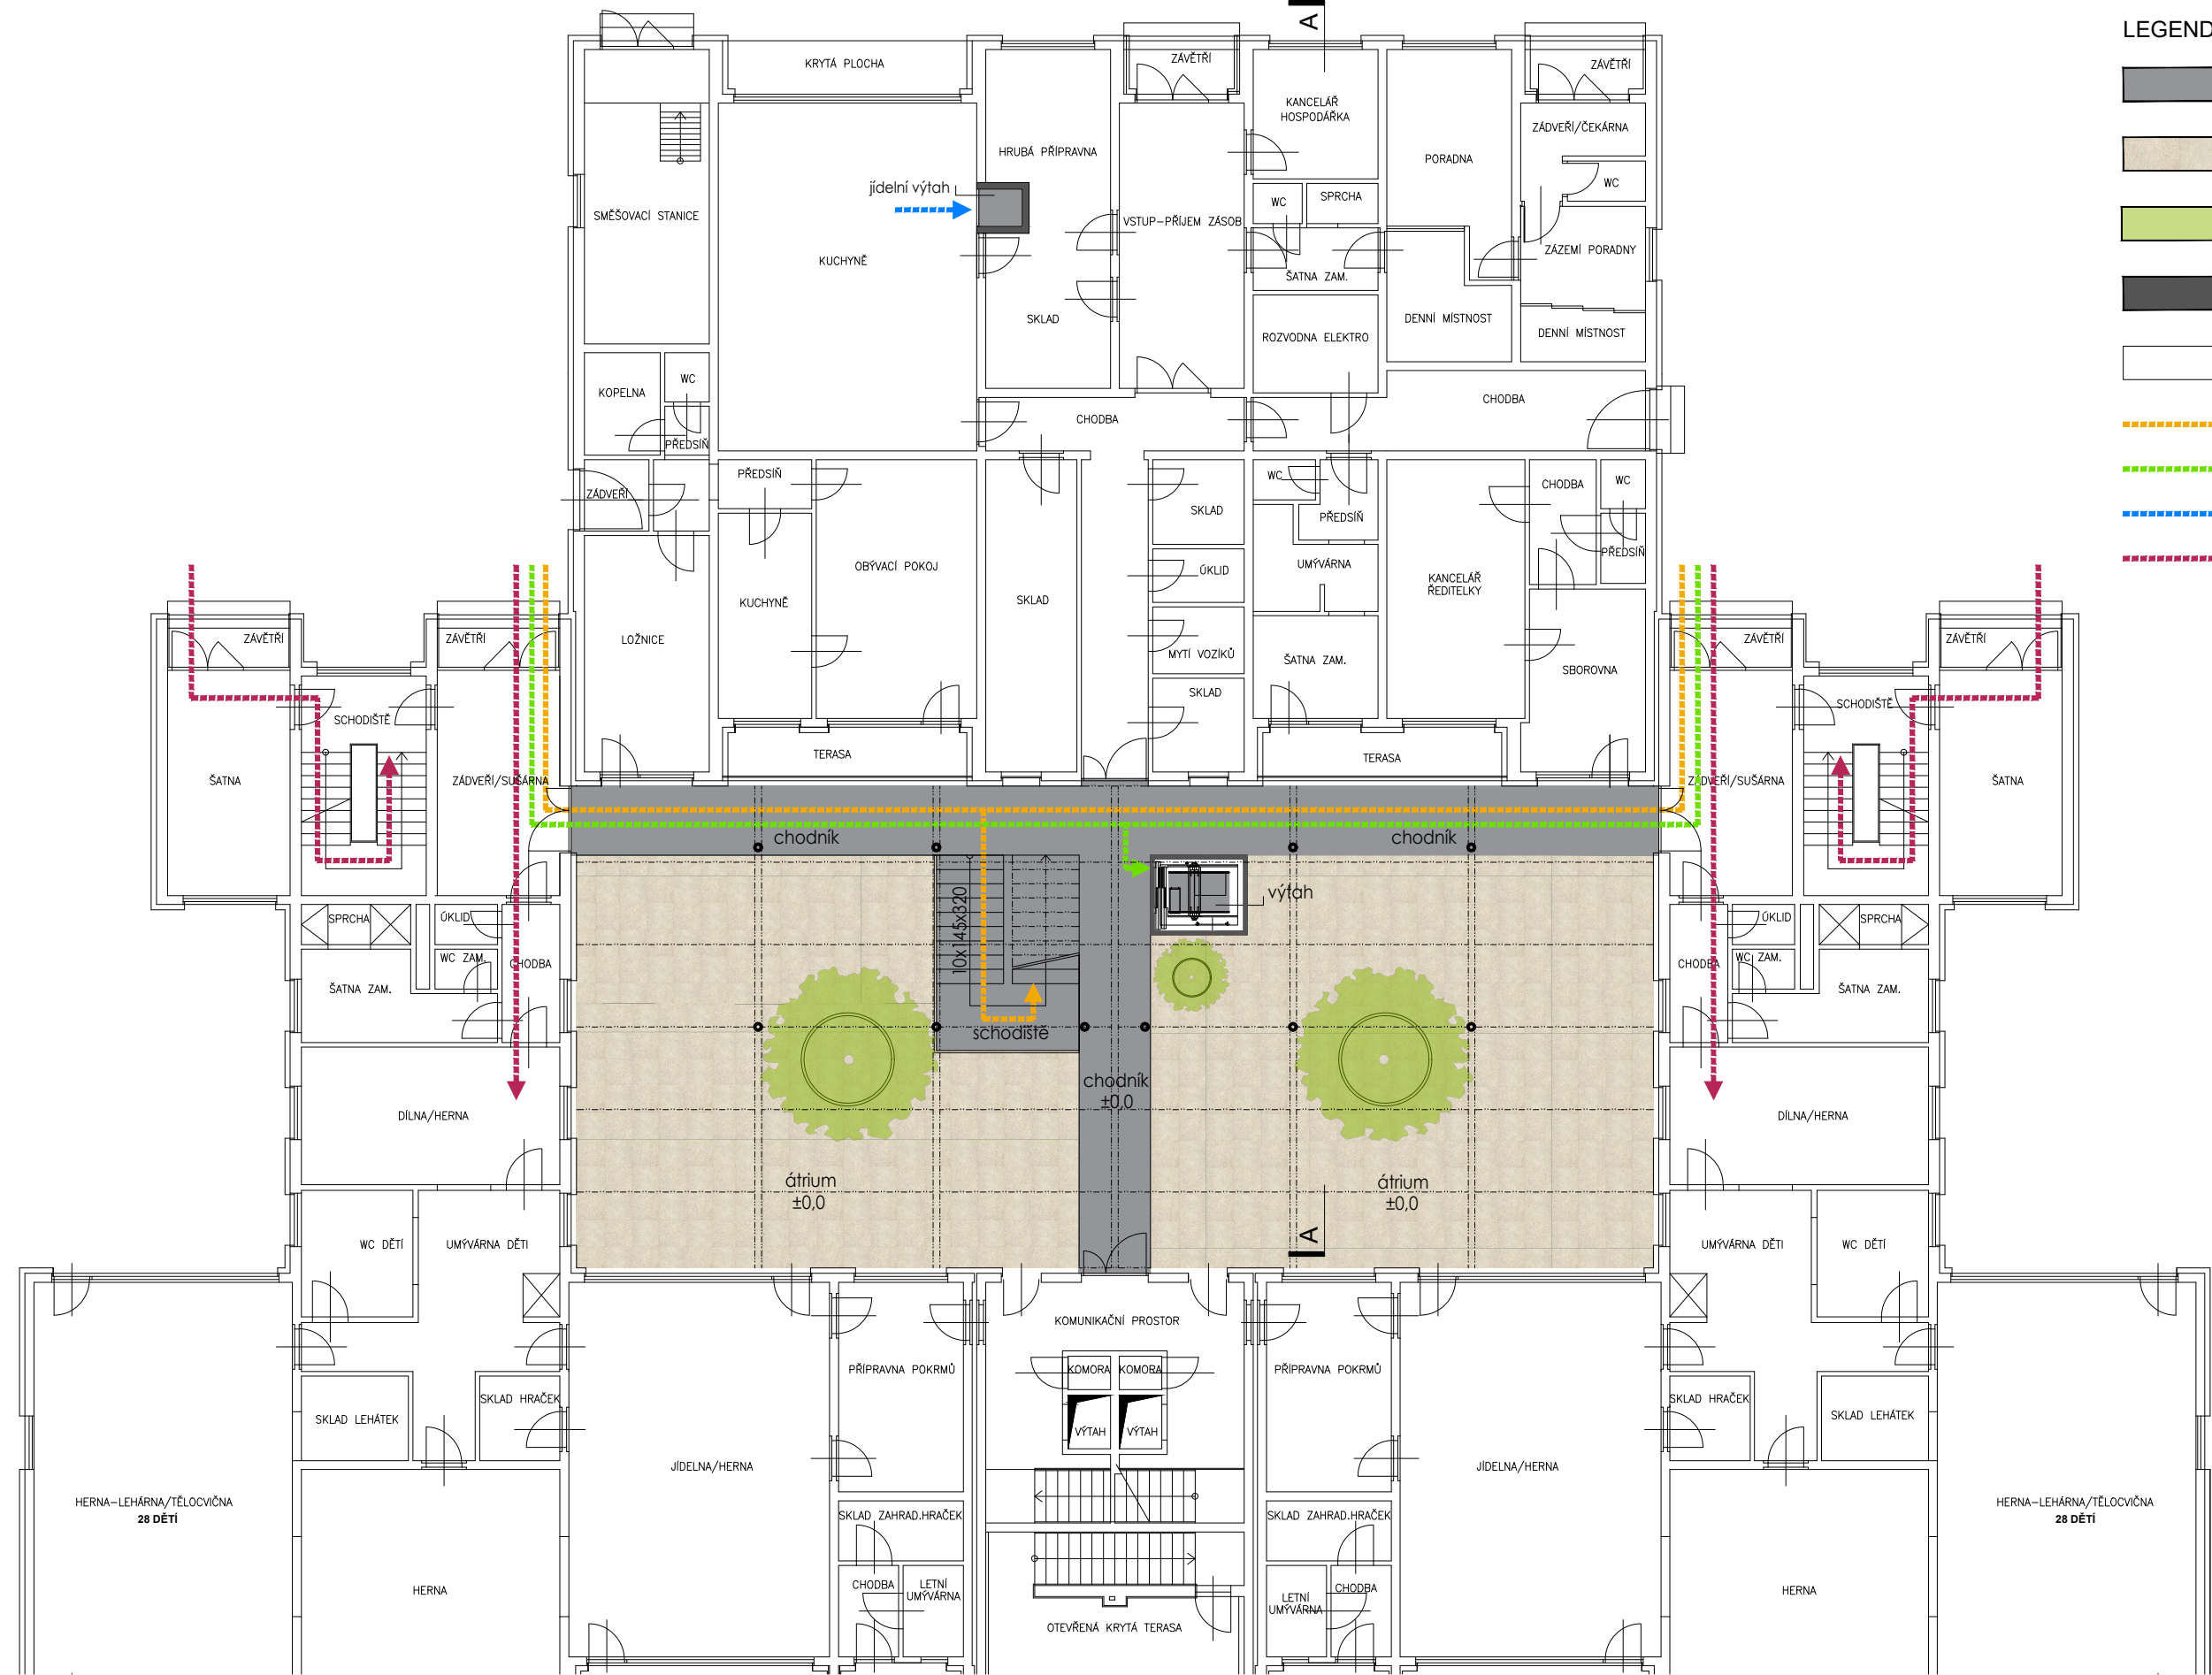 A
LEGEND
KRYTÁ PLOCHA
ZÁVĚTŘÍ
ZÁVĚTŘÍ
KANCELÁŘ
HOSPODÁŘKA
ZÁDVEŘÍ/ČEKÁRNA
HRUBÁ PŘÍPRAVNA
PORADNA
jídelní výtah
WC
SPRCHA
WC
SMĚŠOVACÍ STANICE
VSTUP-PŘÍJEM ZÁSOB
KUCHYNĚ
ZÁZEMÍ PORADNY
ŠATNA ZAM.
SKLAD
DENNÍ MÍSTNOST
DENNÍ MÍSTNOST
ROZVODNA ELEKTRO
KOPELNA
WC
CHODBA
CHODBA
PŘEDSÍŇ
PŘEDSÍŇ
WC
CHODBA
WC
ZÁDVEŘÍ
SKLAD
PŘEDSÍŇ
PŘEDSÍŇ
OBÝVACÍ POKOJ
ÚKLID
UMÝVÁRNA
KANCELÁŘ
ŘEDITELKY
KUCHYNĚ
SKLAD
LOŽNICE
MYTÍ VOZÍKŮ
ŠATNA ZAM.
SBOROVNA
ZÁVĚTŘÍ
ZÁVĚTŘÍ
ZÁVĚTŘÍ
ZÁVĚTŘÍ
SKLAD
SCHODIŠTĚ
SCHODIŠTĚ
TERASA
TERASA
ŠATNA
ZÁDVEŘÍ/SUŠÁRNA
ZÁDVEŘÍ/SUŠÁRNA
ŠATNA
chodník
chodník
výtah
10x145x320
SPRCHA
ÚKLID
ÚKLID
SPRCHA
WC ZAM.
CHODBA
CHODBA
WC ZAM.
ŠATNA ZAM.
ŠATNA ZAM.
schodiště
chodník
±0,0
DÍLNA/HERNA
DÍLNA/HERNA
átrium
±0,0
átrium
±0,0
A
WC DĚTÍ
UMÝVÁRNA DĚTI
UMÝVÁRNA DĚTI
WC DĚTÍ
KOMUNIKAČNÍ PROSTOR
PŘÍPRAVNA POKRMŮ
KOMORA
KOMORA
PŘÍPRAVNA POKRMŮ
SKLAD HRAČEK
SKLAD HRAČEK
SKLAD LEHÁTEK
SKLAD LEHÁTEK
VÝTAH
VÝTAH
JÍDELNA/HERNA
JÍDELNA/HERNA
HERNA-LEHÁRNA/TĚLOCVIČNA
28 DĚTÍ
HERNA-LEHÁRNA/TĚLOCVIČNA
28 DĚTÍ
SKLAD ZAHRAD.HRAČEK
SKLAD ZAHRAD.HRAČEK
HERNA
CHODBA
LETNÍ
UMÝVÁRNA
LETNÍ
UMÝVÁRNA
CHODBA
HERNA
OTEVŘENÁ KRYTÁ TERASA